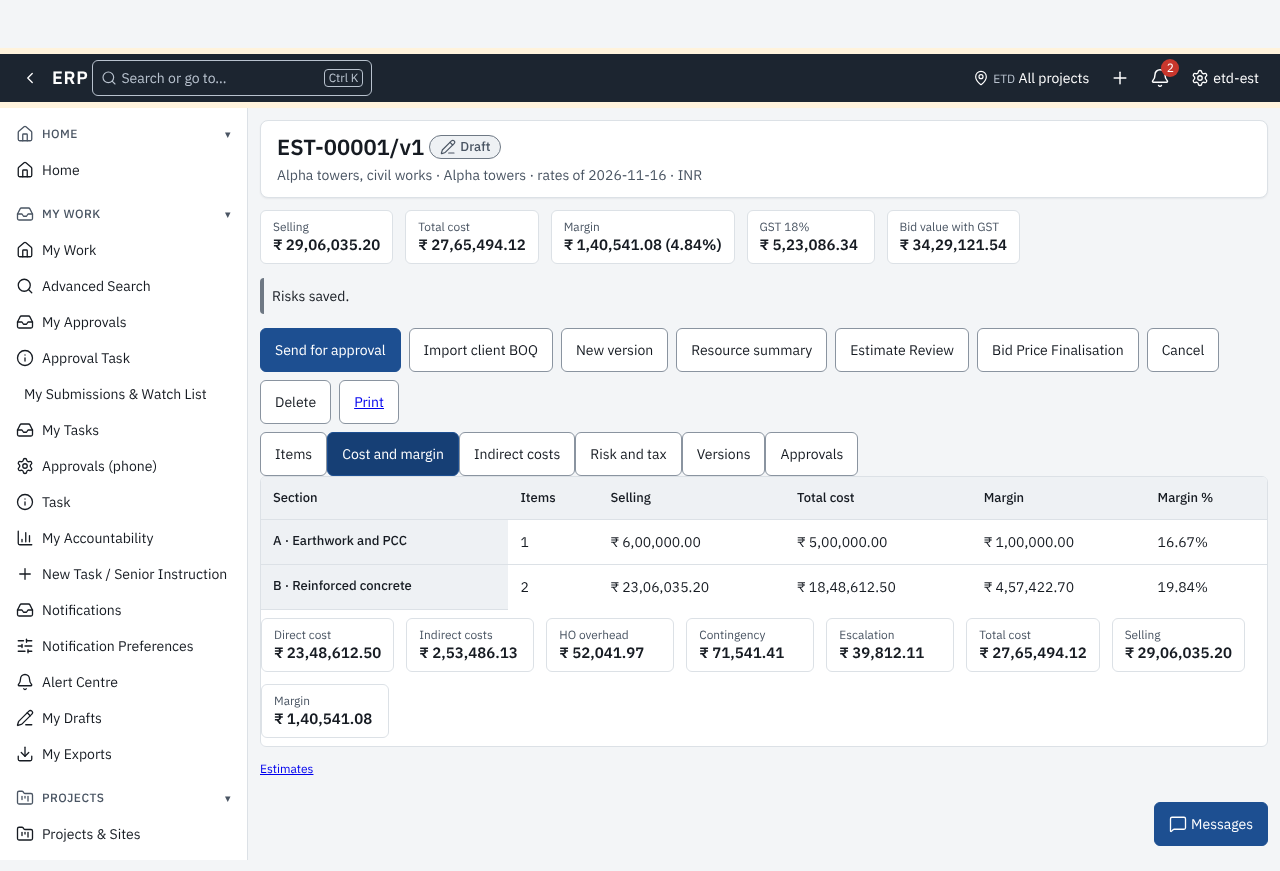 ERP
Search or go to...
Ctrl K
ETD All projects
2
etd-est
HOME
Home
MY WORK
My Work
Advanced Search
My Approvals
Approval Task
My Submissions & Watch List
My Tasks
Approvals (phone)
Task
My Accountability
New Task / Senior Instruction
Notifications
Notification Preferences
Alert Centre
My Drafts
My Exports
PROJECTS
Projects & Sites
EST-00001/v1 Draft
Alpha towers, civil works · Alpha towers · rates of 2026-11-16 · INR
Selling
₹ 29,06,035.20
Total cost
₹ 27,65,494.12
Margin
₹ 1,40,541.08 (4.84%)
GST 18%
₹ 5,23,086.34
Bid value with GST
₹ 34,29,121.54
Risks saved.
Send for approval Import client BOQ New version Resource summary Estimate Review Bid Price Finalisation Cancel
Delete Print
Items Cost and margin Indirect costs Risk and tax Versions Approvals
Section Items Selling Total cost Margin Margin %
A · Earthwork and PCC 1 ₹ 6,00,000.00 ₹ 5,00,000.00 ₹ 1,00,000.00 16.67%
B · Reinforced concrete 2 ₹ 23,06,035.20 ₹ 18,48,612.50 ₹ 4,57,422.70 19.84%
Direct cost
₹ 23,48,612.50
Indirect costs
₹ 2,53,486.13
HO overhead
₹ 52,041.97
Contingency
₹ 71,541.41
Escalation
₹ 39,812.11
Total cost
₹ 27,65,494.12
Selling
₹ 29,06,035.20
Margin
₹ 1,40,541.08
Estimates
Messages